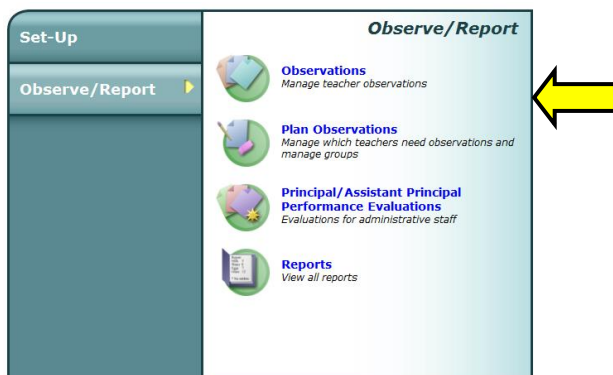 Set-Up
Observe/Report
Observe/Report
Observations
Manage teacher observations
Plan Observations
Manage which teachers need observations and
manage groups
Principal/Assistant Principal
Performance Evaluations
Evaluations for administrative staff
Reports
View all reports